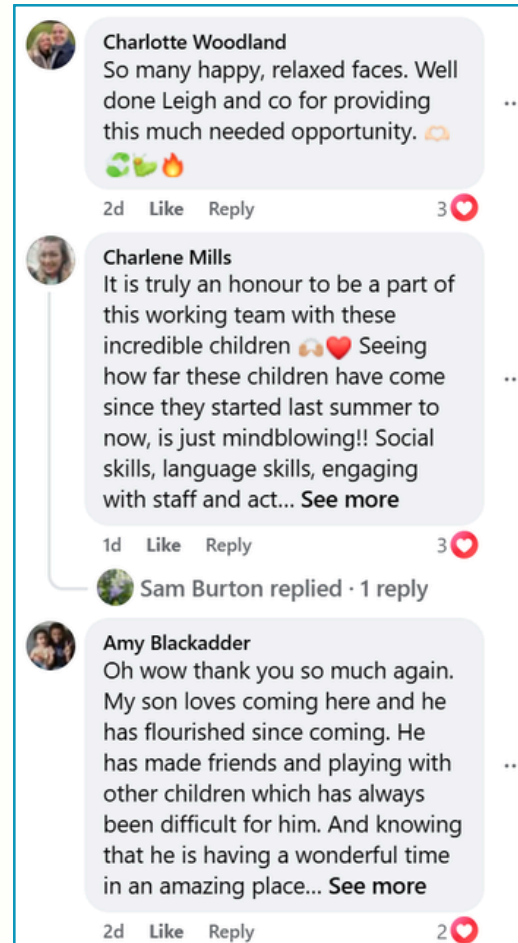 Charlotte Woodland
So many happy, relaxed faces. Well
done Leigh and co for providing
this much needed opportunity. 🫶🏻
♻️🐛🔥
2d Like Reply 3
Charlene Mills
It is truly an honour to be a part of
this working team with these
incredible children 🙌🏼❤️ Seeing
how far these children have come
since they started last summer to
now, is just mindblowing!! Social
skills, language skills, engaging
with staff and act... See more
1d Like Reply 3
Sam Burton replied · 1 reply
Amy Blackadder
Oh wow thank you so much again.
My son loves coming here and he
has flourished since coming. He
has made friends and playing with
other children which has always
been difficult for him. And knowing
that he is having a wonderful time
in an amazing place... See more
2d Like Reply 2